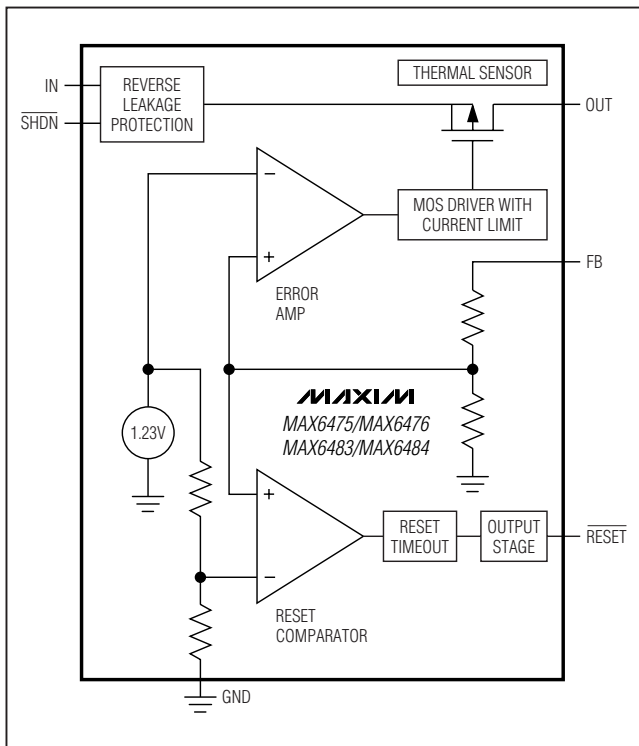 THERMAL SENSOR
IN
SHDN
REVERSE
LEAKAGE
PROTECTION
OUT
−
MOS DRIVER WITH
CURRENT LIMIT
+
FB
ERROR
AMP
MAXIM
MAX6475/MAX6476
MAX6483/MAX6484
1.23V
+
RESET
TIMEOUT
OUTPUT
STAGE
RESET
−
RESET
COMPARATOR
GND